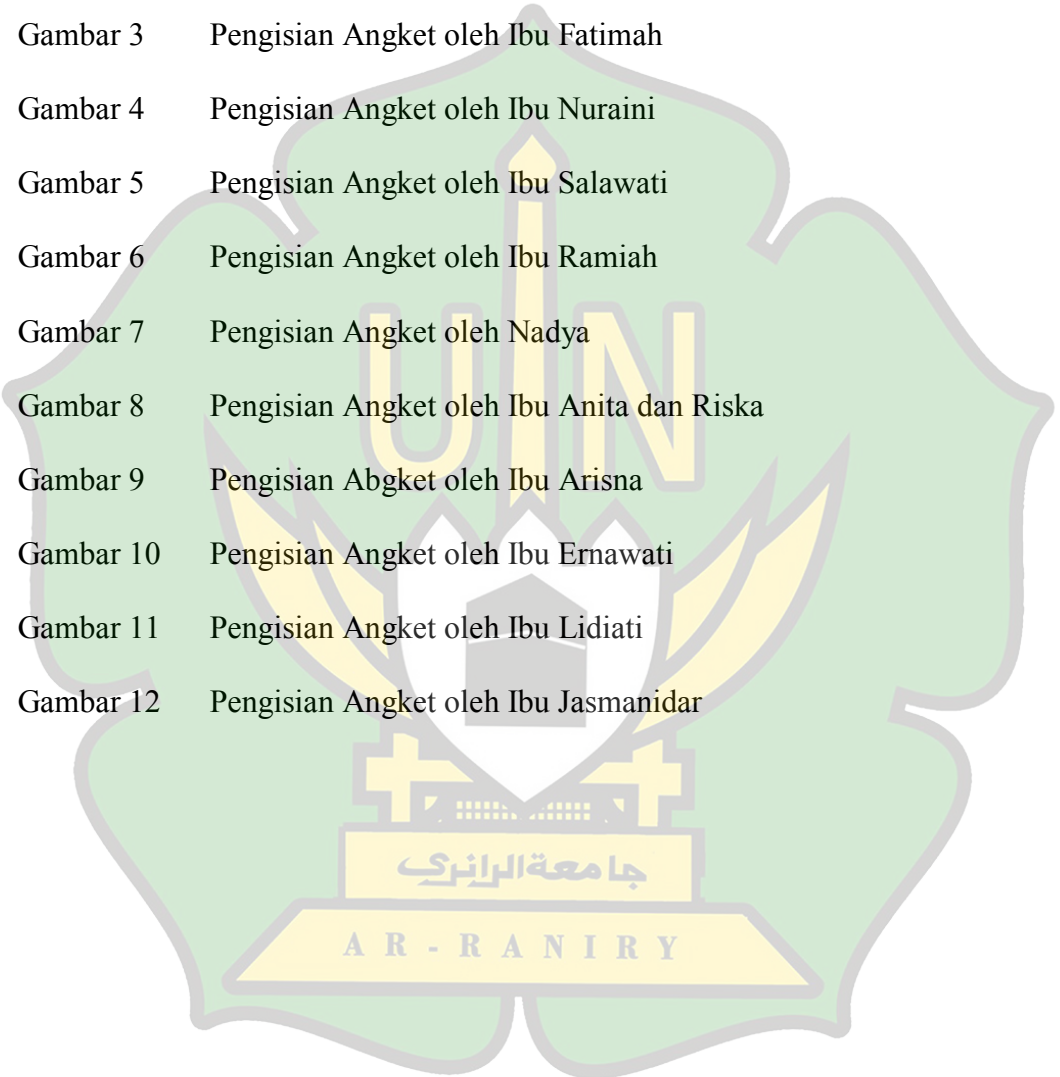 Gambar 3 Pengisian Angket oleh Ibu Fatimah
Gambar 4 Pengisian Angket oleh Ibu Nuraini
Gambar 5 Pengisian Angket oleh Ibu Salawati
Gambar 6 Pengisian Angket oleh Ibu Ramiah
Gambar 7 Pengisian Angket oleh Nadya
Gambar 8 Pengisian Angket oleh Ibu Anita dan Riska
Gambar 9 Pengisian Abgket oleh Ibu Arisna
Gambar 10 Pengisian Angket oleh Ibu Ernawati
Gambar 11 Pengisian Angket oleh Ibu Lidiati
Gambar 12 Pengisian Angket oleh Ibu Jasmanidar
UIN
جامعةالرانري
AR-RANIRY